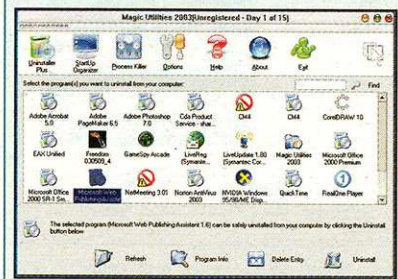 Magic Utilities 2003(Unregistered - Day 1 of 15)
Uninstaller Plus
StartUp Organizer
Process Killer
Options
Help
About
Exit
Select the program(s) you want to uninstall from your computer:
Find
Adobe Acrobat 5.0
Adobe PageMaker 6.5
Adobe Photoshop 7.0
Cda Product Service - shar...
CM4
CM4
CorelDRAW 10
EAX Unified
Freedom 030509_4
GameSpy Arcade
LiveReg (Symantec...
LiveUpdate 1.80 (Symantec Cor...
Magic Utilities 2003
Microsoft Office 2000 Premium
Microsoft Office 2000 SR-1 Sm...
Microsoft Web Publishing Assista
NetMeeting 3.01
Norton AntiVirus 2003
NVIDIA Windows 95/98/ME Disp...
QuickTime
RealOne Player
The selected program (Microsoft Web Publishing Assistant 1.6) can be safely uninstalled from your computer by clicking the Uninstall
button below
Refresh
Program Info
Delete Entry
Uninstall